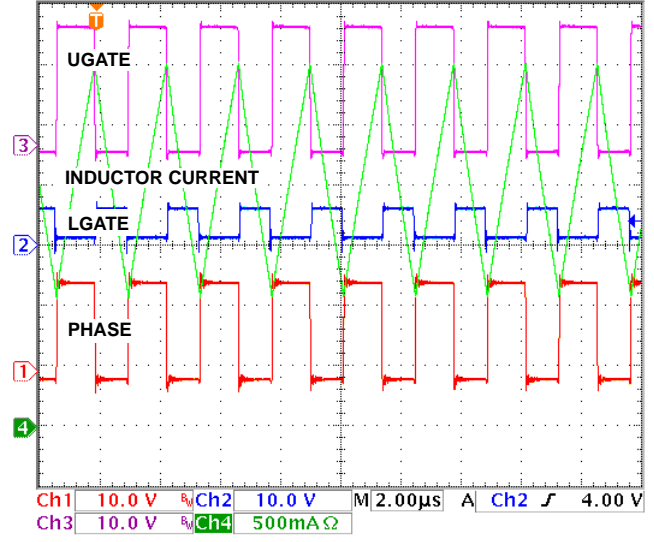 T
UGATE
3
INDUCTOR CURRENT
LGATE
2
PHASE
1
4
Ch1 10.0 V BW Ch2 10.0 V M 2.00µs A Ch2 ʃ 4.00 V
Ch3 10.0 V BW Ch4 500mAΩ